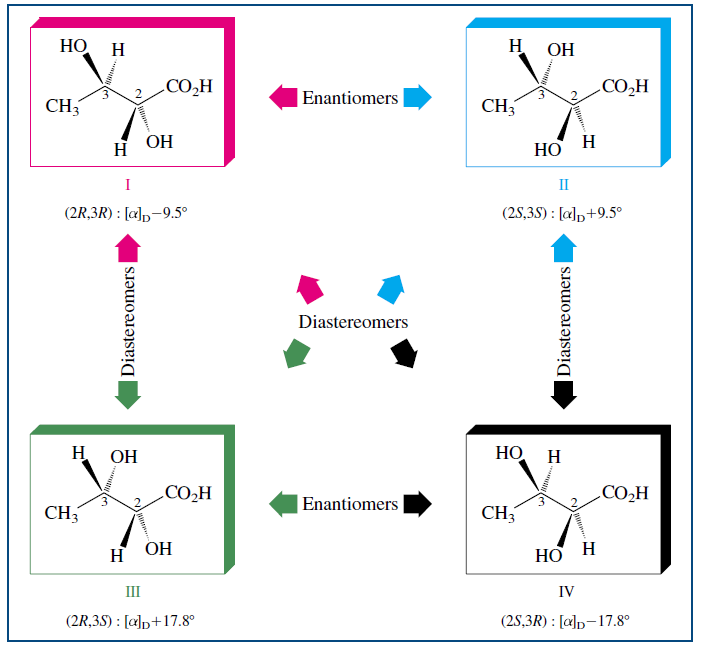 HO H
3 2 CO₂H
CH₃
H OH
I
(2R,3R) : [α]D−9.5°
Enantiomers
H OH
3 2 CO₂H
CH₃
HO H
II
(2S,3S) : [α]D+9.5°
Diastereomers
Diastereomers
Diastereomers
H OH
3 2 CO₂H
CH₃
H OH
III
(2R,3S) : [α]D+17.8°
Enantiomers
HO H
3 2 CO₂H
CH₃
HO H
IV
(2S,3R) : [α]D−17.8°